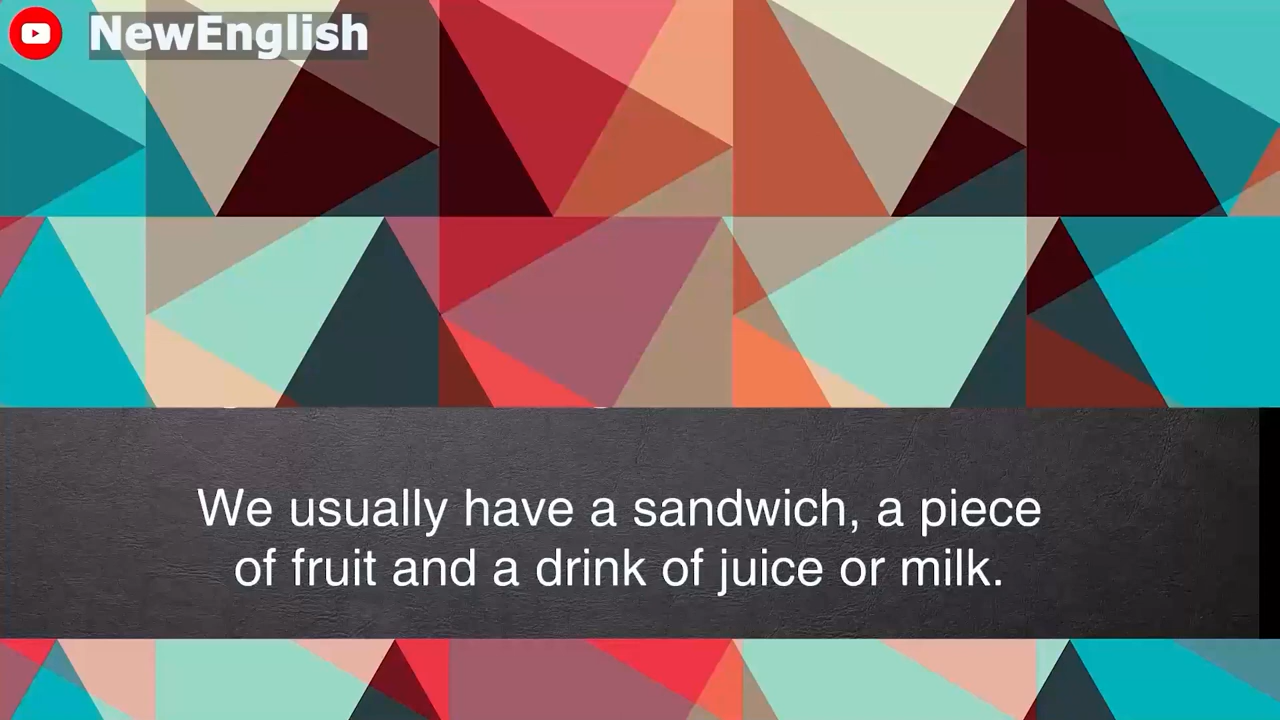 NewEnglish
We usually have a sandwich, a piece
of fruit and a drink of juice or milk.